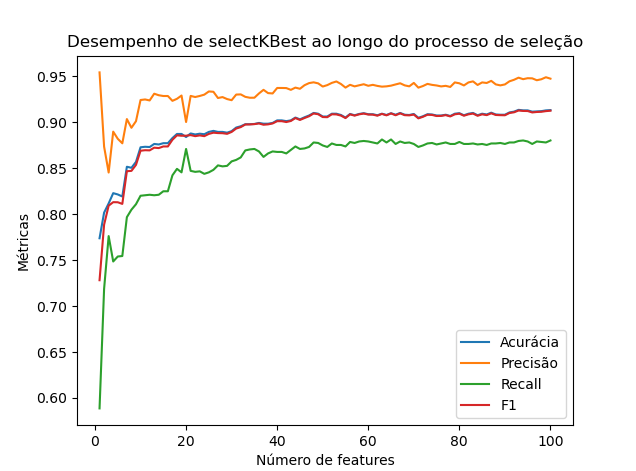 Desempenho de selectKBest ao longo do processo de seleção
Métricas
0.95
0.90
0.85
0.80
0.75
0.70
0.65
0.60
0
20
40
60
80
100
Número de features
Acurácia
Precisão
Recall
F1